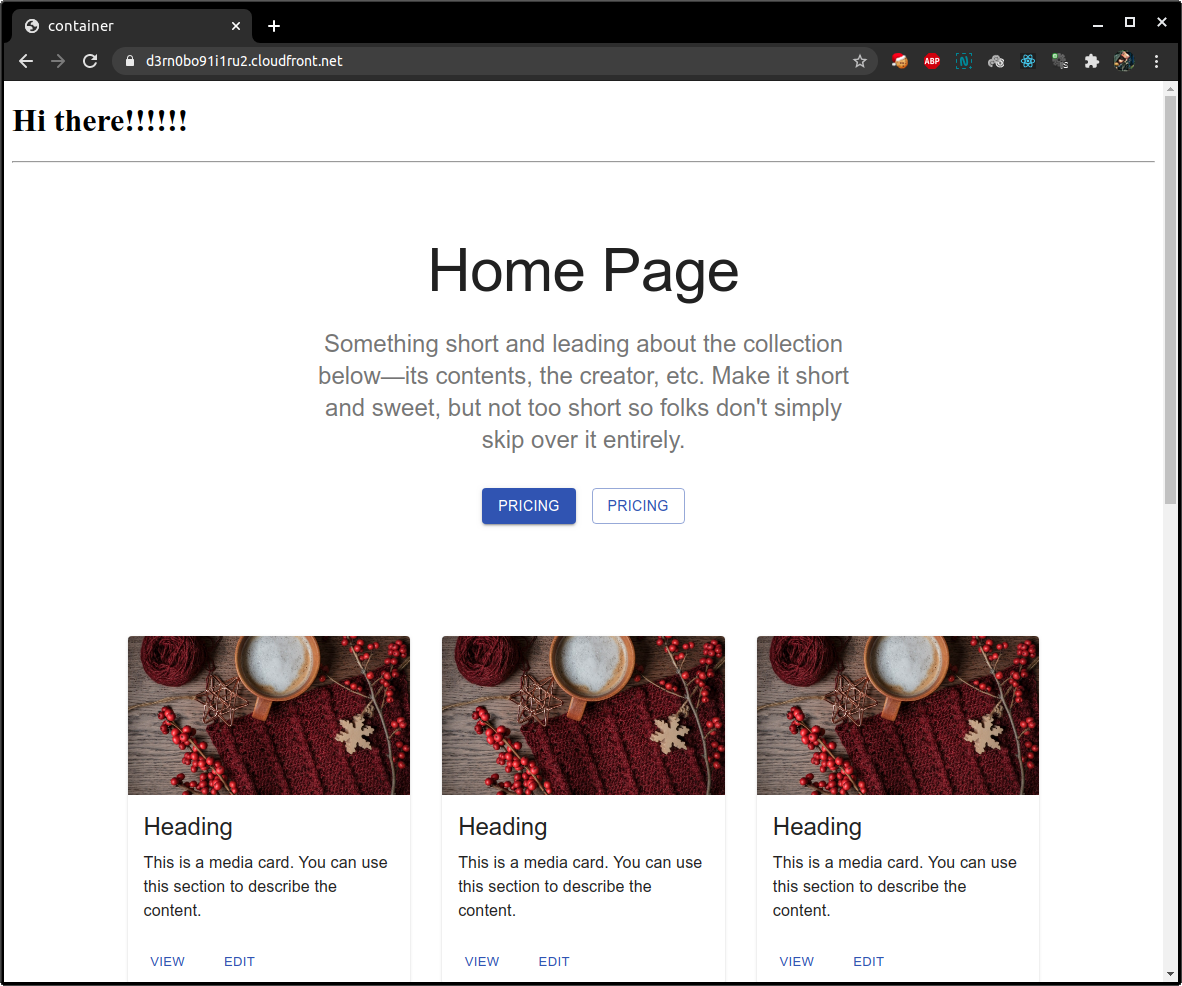 container
d3rn0bo91i1ru2.cloudfront.net
ABP
N
S
Hi there!!!!!!
Home Page
Something short and leading about the collection
below—its contents, the creator, etc. Make it short
and sweet, but not too short so folks don't simply
skip over it entirely.
PRICING PRICING
Heading Heading Heading
This is a media card. You can use This is a media card. You can use This is a media card. You can use
this section to describe the this section to describe the this section to describe the
content. content. content.
VIEW EDIT VIEW EDIT VIEW EDIT